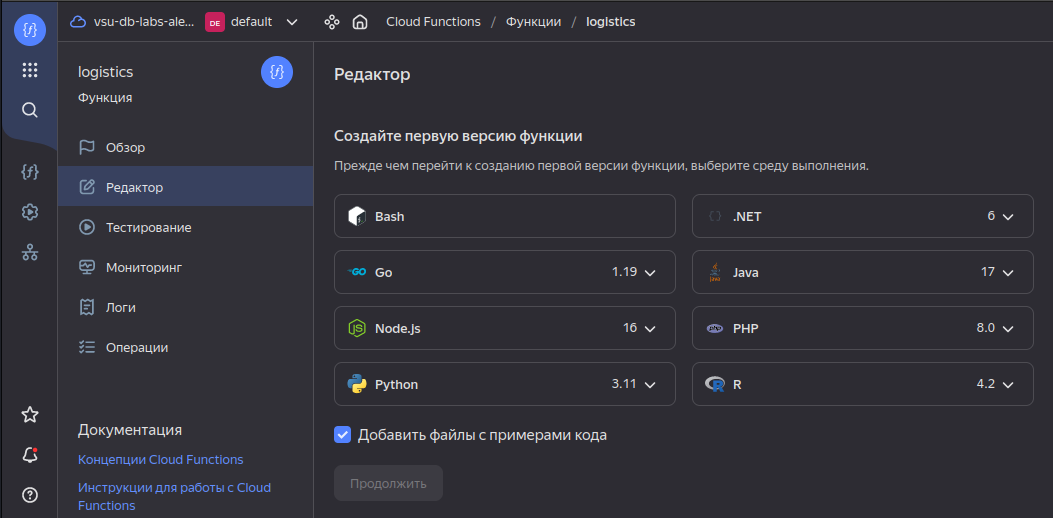 vsu-db-labs-ale... DE default Cloud Functions / Функции / logistics
logistics
Функция
Обзор
Редактор
Тестирование
Мониторинг
Логи
Операции
Документация
Концепции Cloud Functions
Инструкции для работы с Cloud
Functions
Редактор
Создайте первую версию функции
Прежде чем перейти к созданию первой версии функции, выберите среду выполнения.
Bash
.NET 6
Go 1.19
Java 17
Node.js 16
PHP 8.0
Python 3.11
R 4.2
Добавить файлы с примерами кода
Продолжить